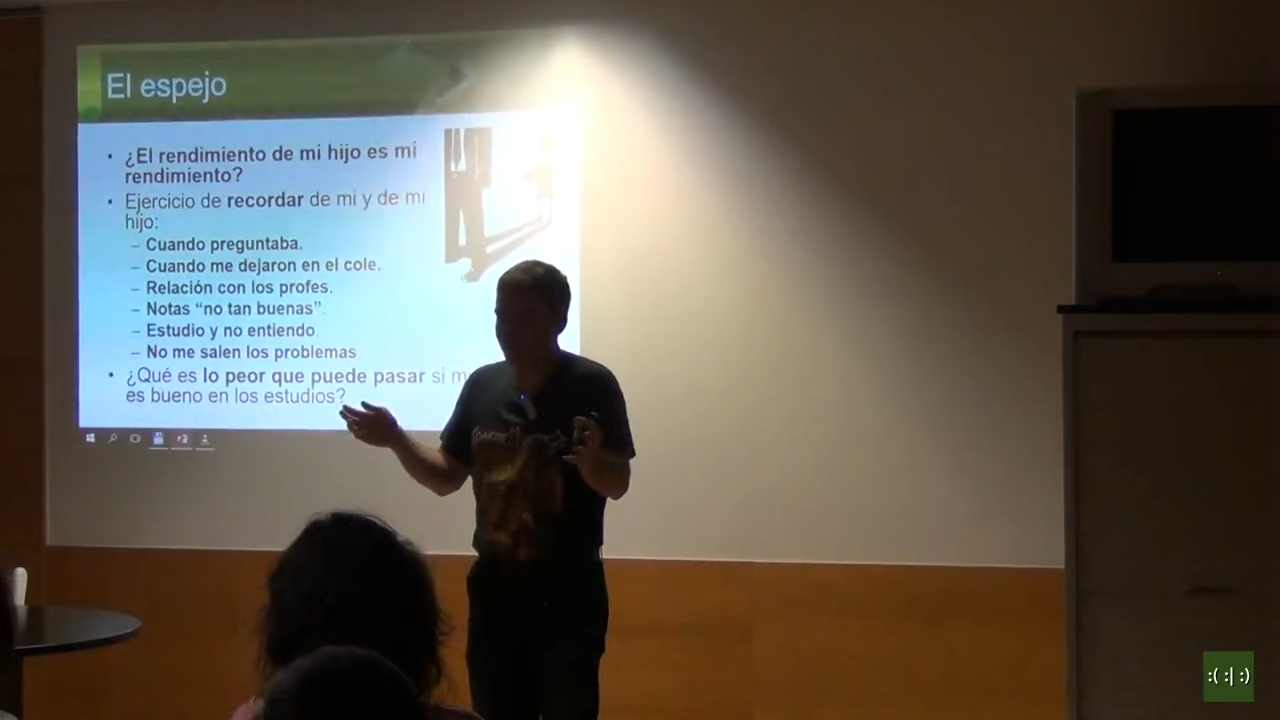 El espejo
• ¿El rendimiento de mi hijo es mi
rendimiento?
• Ejercicio de recordar de mi y de mi
hijo:
– Cuando preguntaba.
– Cuando me dejaron en el cole.
– Relación con los profes.
– Notas “no tan buenas”.
– Estudio y no entiendo.
– No me salen los problemas
• ¿Qué es lo peor que puede pasar si
es bueno en los estudios?
:( :| :)